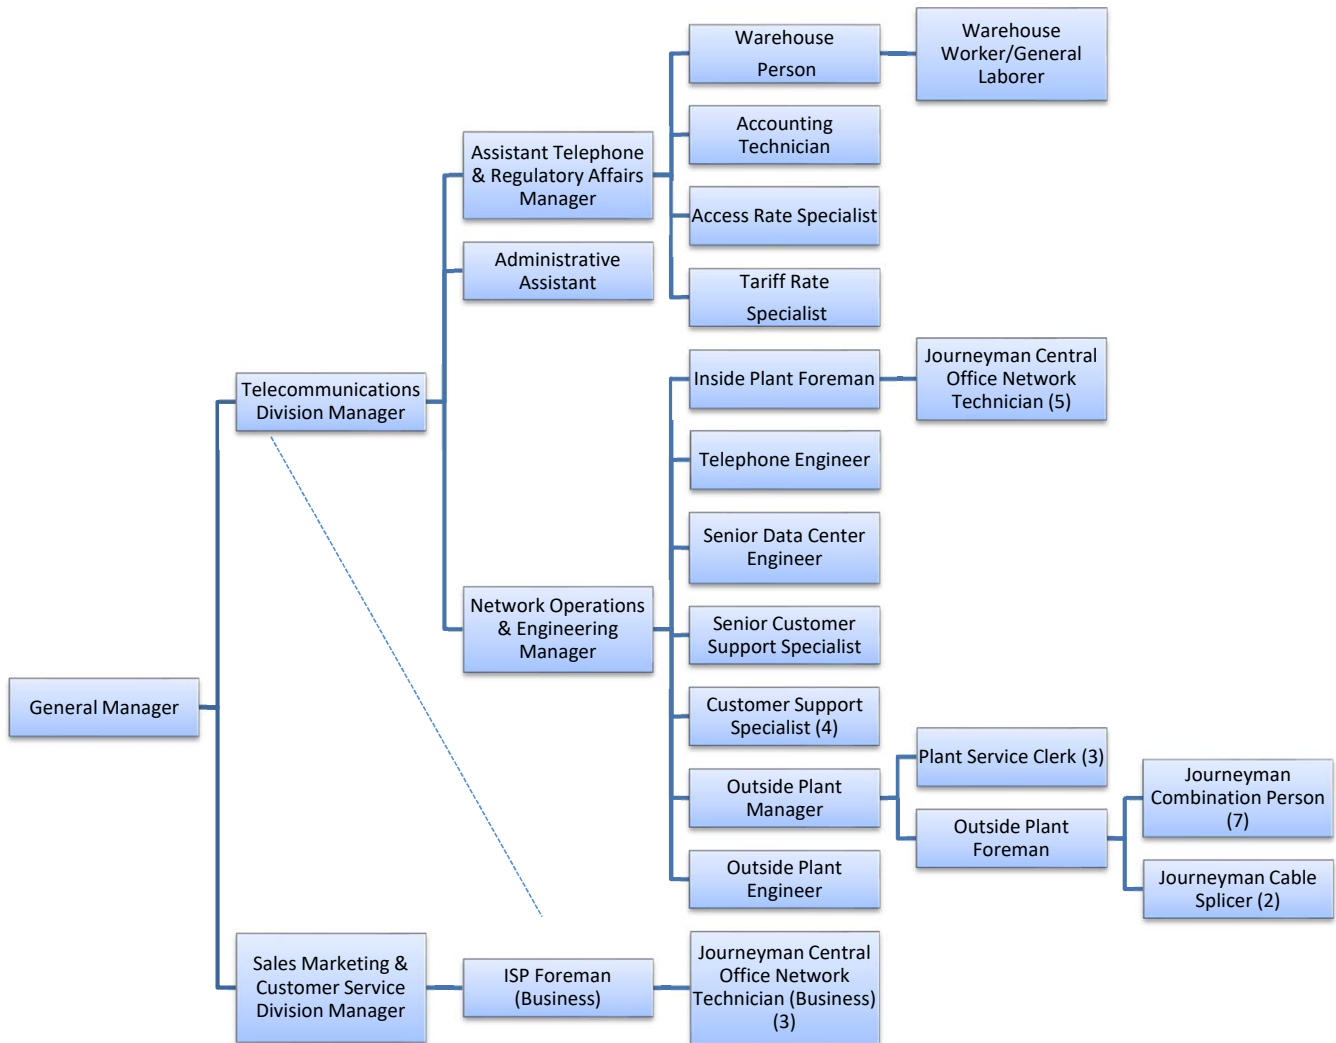 Warehouse
Person
Warehouse
Worker/General
Laborer
Accounting
Technician
Assistant Telephone
& Regulatory Affairs
Manager
Access Rate Specialist
Administrative
Assistant
Tariff Rate
Specialist
Telecommunications
Division Manager
Inside Plant Foreman
Journeyman Central
Office Network
Technician (5)
Telephone Engineer
Senior Data Center
Engineer
Network Operations
& Engineering
Manager
Senior Customer
Support Specialist
General Manager
Customer Support
Specialist (4)
Plant Service Clerk (3)
Outside Plant
Manager
Journeyman
Combination Person
(7)
Outside Plant
Foreman
Outside Plant
Engineer
Journeyman Cable
Splicer (2)
Sales Marketing &
Customer Service
Division Manager
ISP Foreman
(Business)
Journeyman Central
Office Network
Technician (Business)
(3)